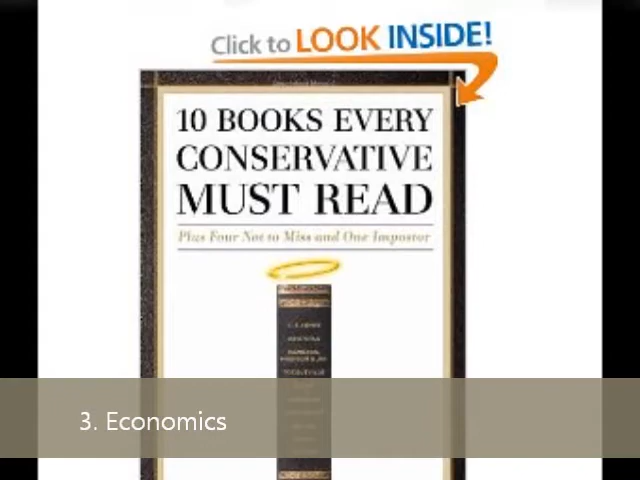 Click to LOOK INSIDE!
10 BOOKS EVERY
CONSERVATIVE
MUST READ
Plus Four Not to Miss and One Impostor
3. Economics